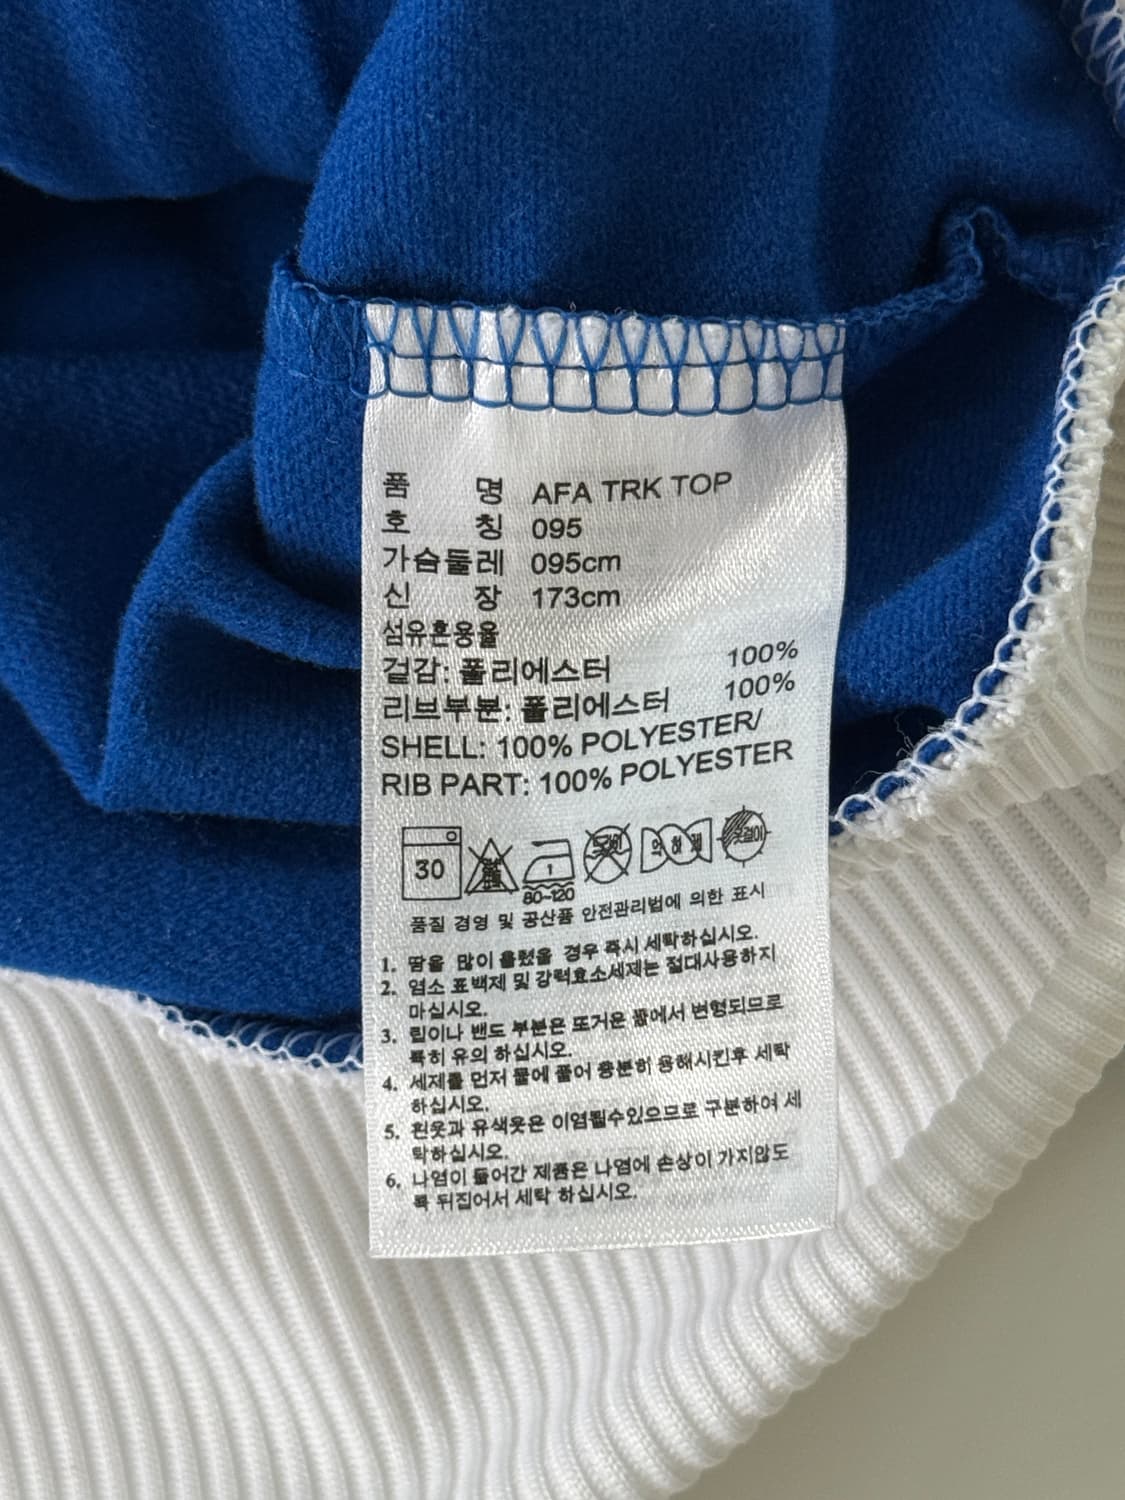 품 명 AFA TRK TOP
호 칭 095
가슴둘레 095cm
신 장 173cm
섬유혼용율
겉감: 폴리에스터 100%
리브부분: 폴리에스터 100%
SHELL: 100% POLYESTER/
RIB PART: 100% POLYESTER
30 1 80~120 약하게 옷걸이
품질 경영 및 공산품 안전관리법에 의한 표시
1. 땀을 많이 흘렸을 경우 즉시 세탁하십시오.
2. 염소 표백제 및 강력효소세제는 절대사용하지
마십시오.
3. 립이나 밴드 부분은 뜨거운 물에서 변형되므로
특히 유의 하십시오.
4. 세제를 먼저 물에 풀어 충분히 용해시킨후 세탁
하십시오.
5. 흰옷과 유색옷은 이염될수있으므로 구분하여 세
탁하십시오.
6. 나염이 들어간 제품은 나염에 손상이 가지않도
록 뒤집어서 세탁 하십시오.